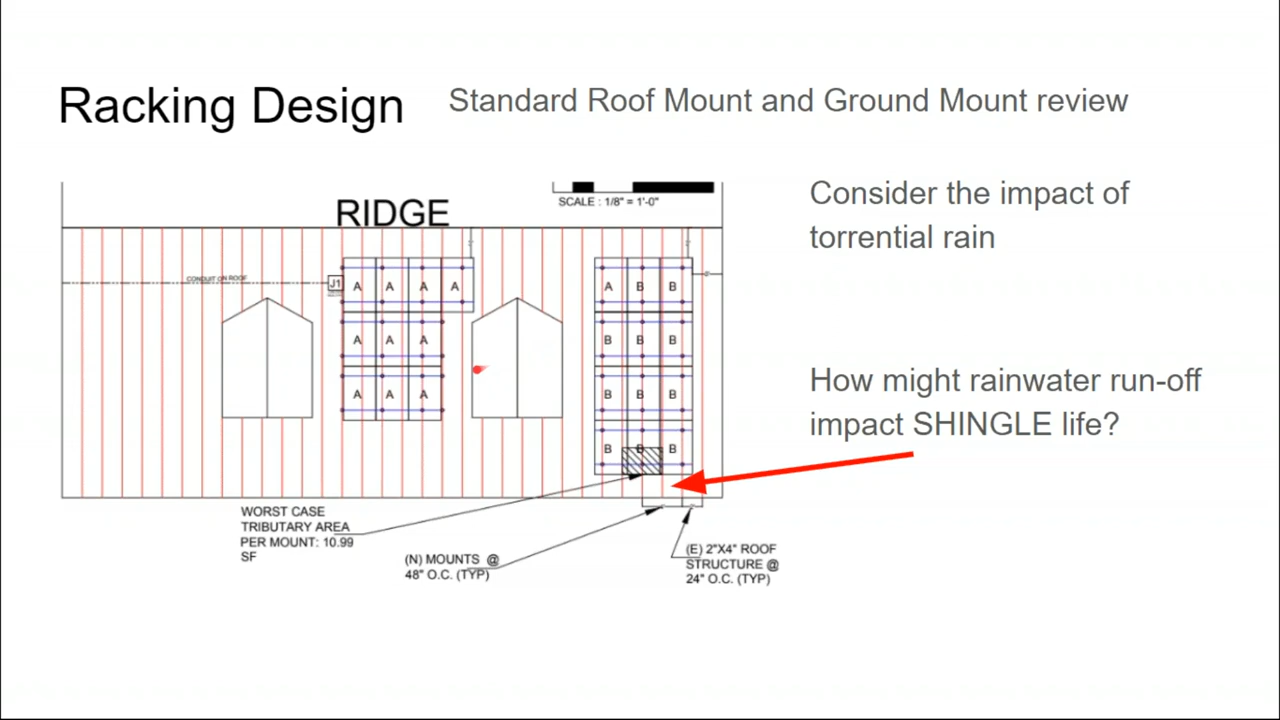 Racking Design
Standard Roof Mount and Ground Mount review
Consider the impact of
torrential rain
How might rainwater run-off
impact SHINGLE life?
SCALE : 1/8" = 1'-0"
RIDGE
CONDUIT ON ROOF
J1
A A A A
A B B
A A A
B B B
A A A
B B B
B B B
WORST CASE
TRIBUTARY AREA
PER MOUNT: 10.99
SF
(N) MOUNTS @
48" O.C. (TYP)
(E) 2"X4" ROOF
STRUCTURE @
24" O.C. (TYP)